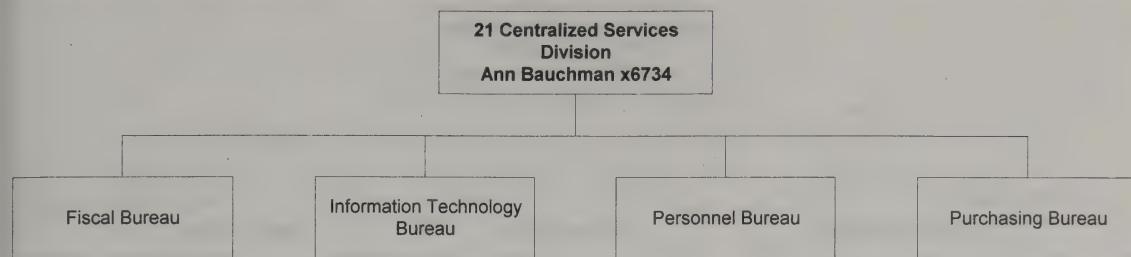 21 Centralized Services
Division
Ann Bauchman x6734
Fiscal Bureau
Information Technology
Bureau
Personnel Bureau
Purchasing Bureau